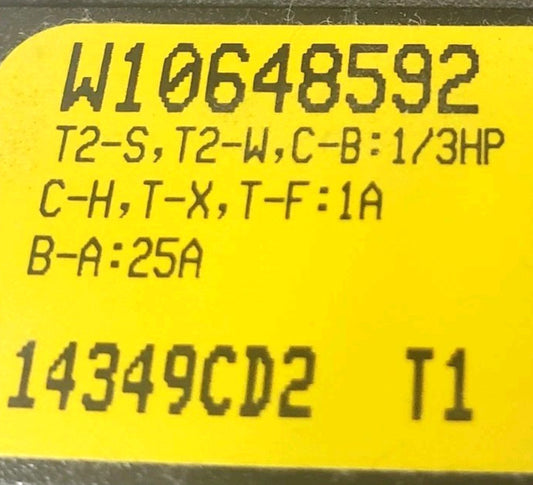 W10648592
T2-S,T2-W,C-B:1/3HP
C-H,T-X,T-F:1A
B-A:25A
14349CD2 T1